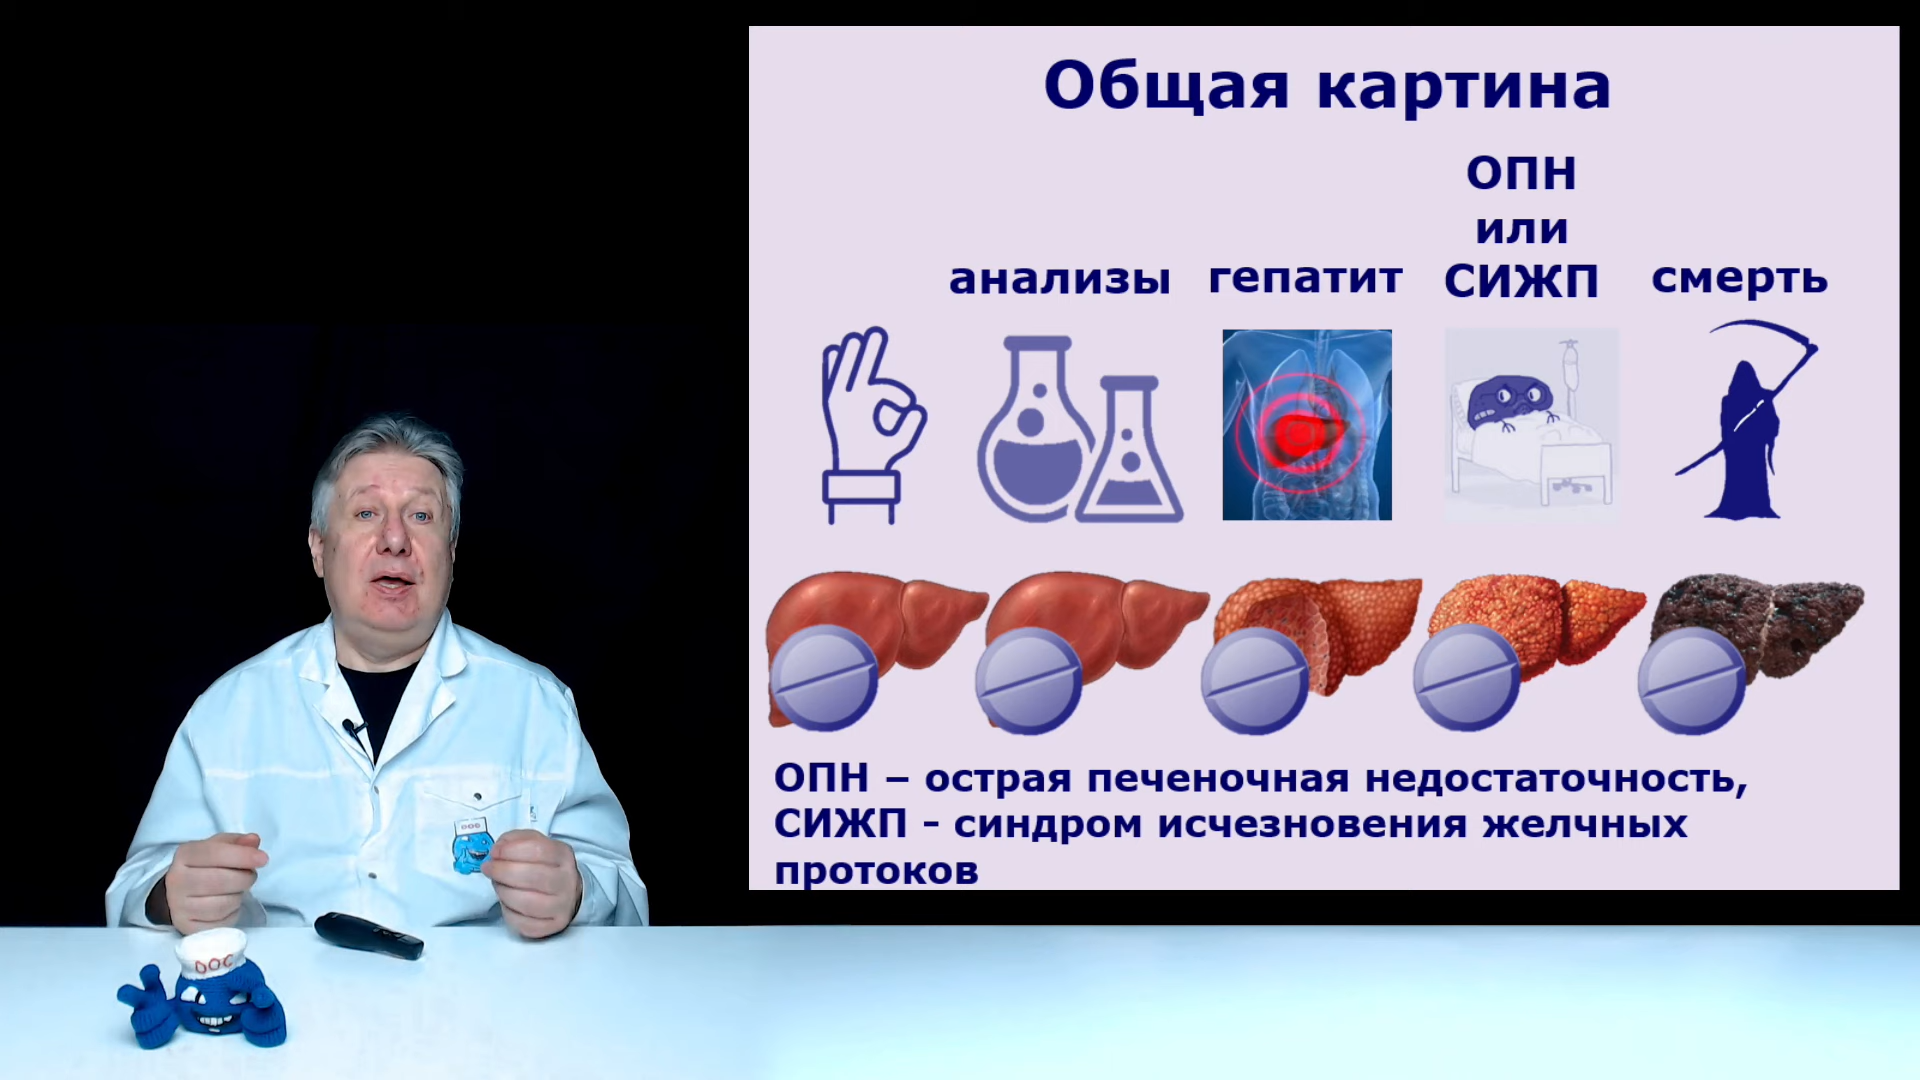 Общая картина
ОПН
или
анализы гепатит СИЖП смерть
ОПН – острая печеночная недостаточность,
СИЖП - синдром исчезновения желчных
протоков
DOC